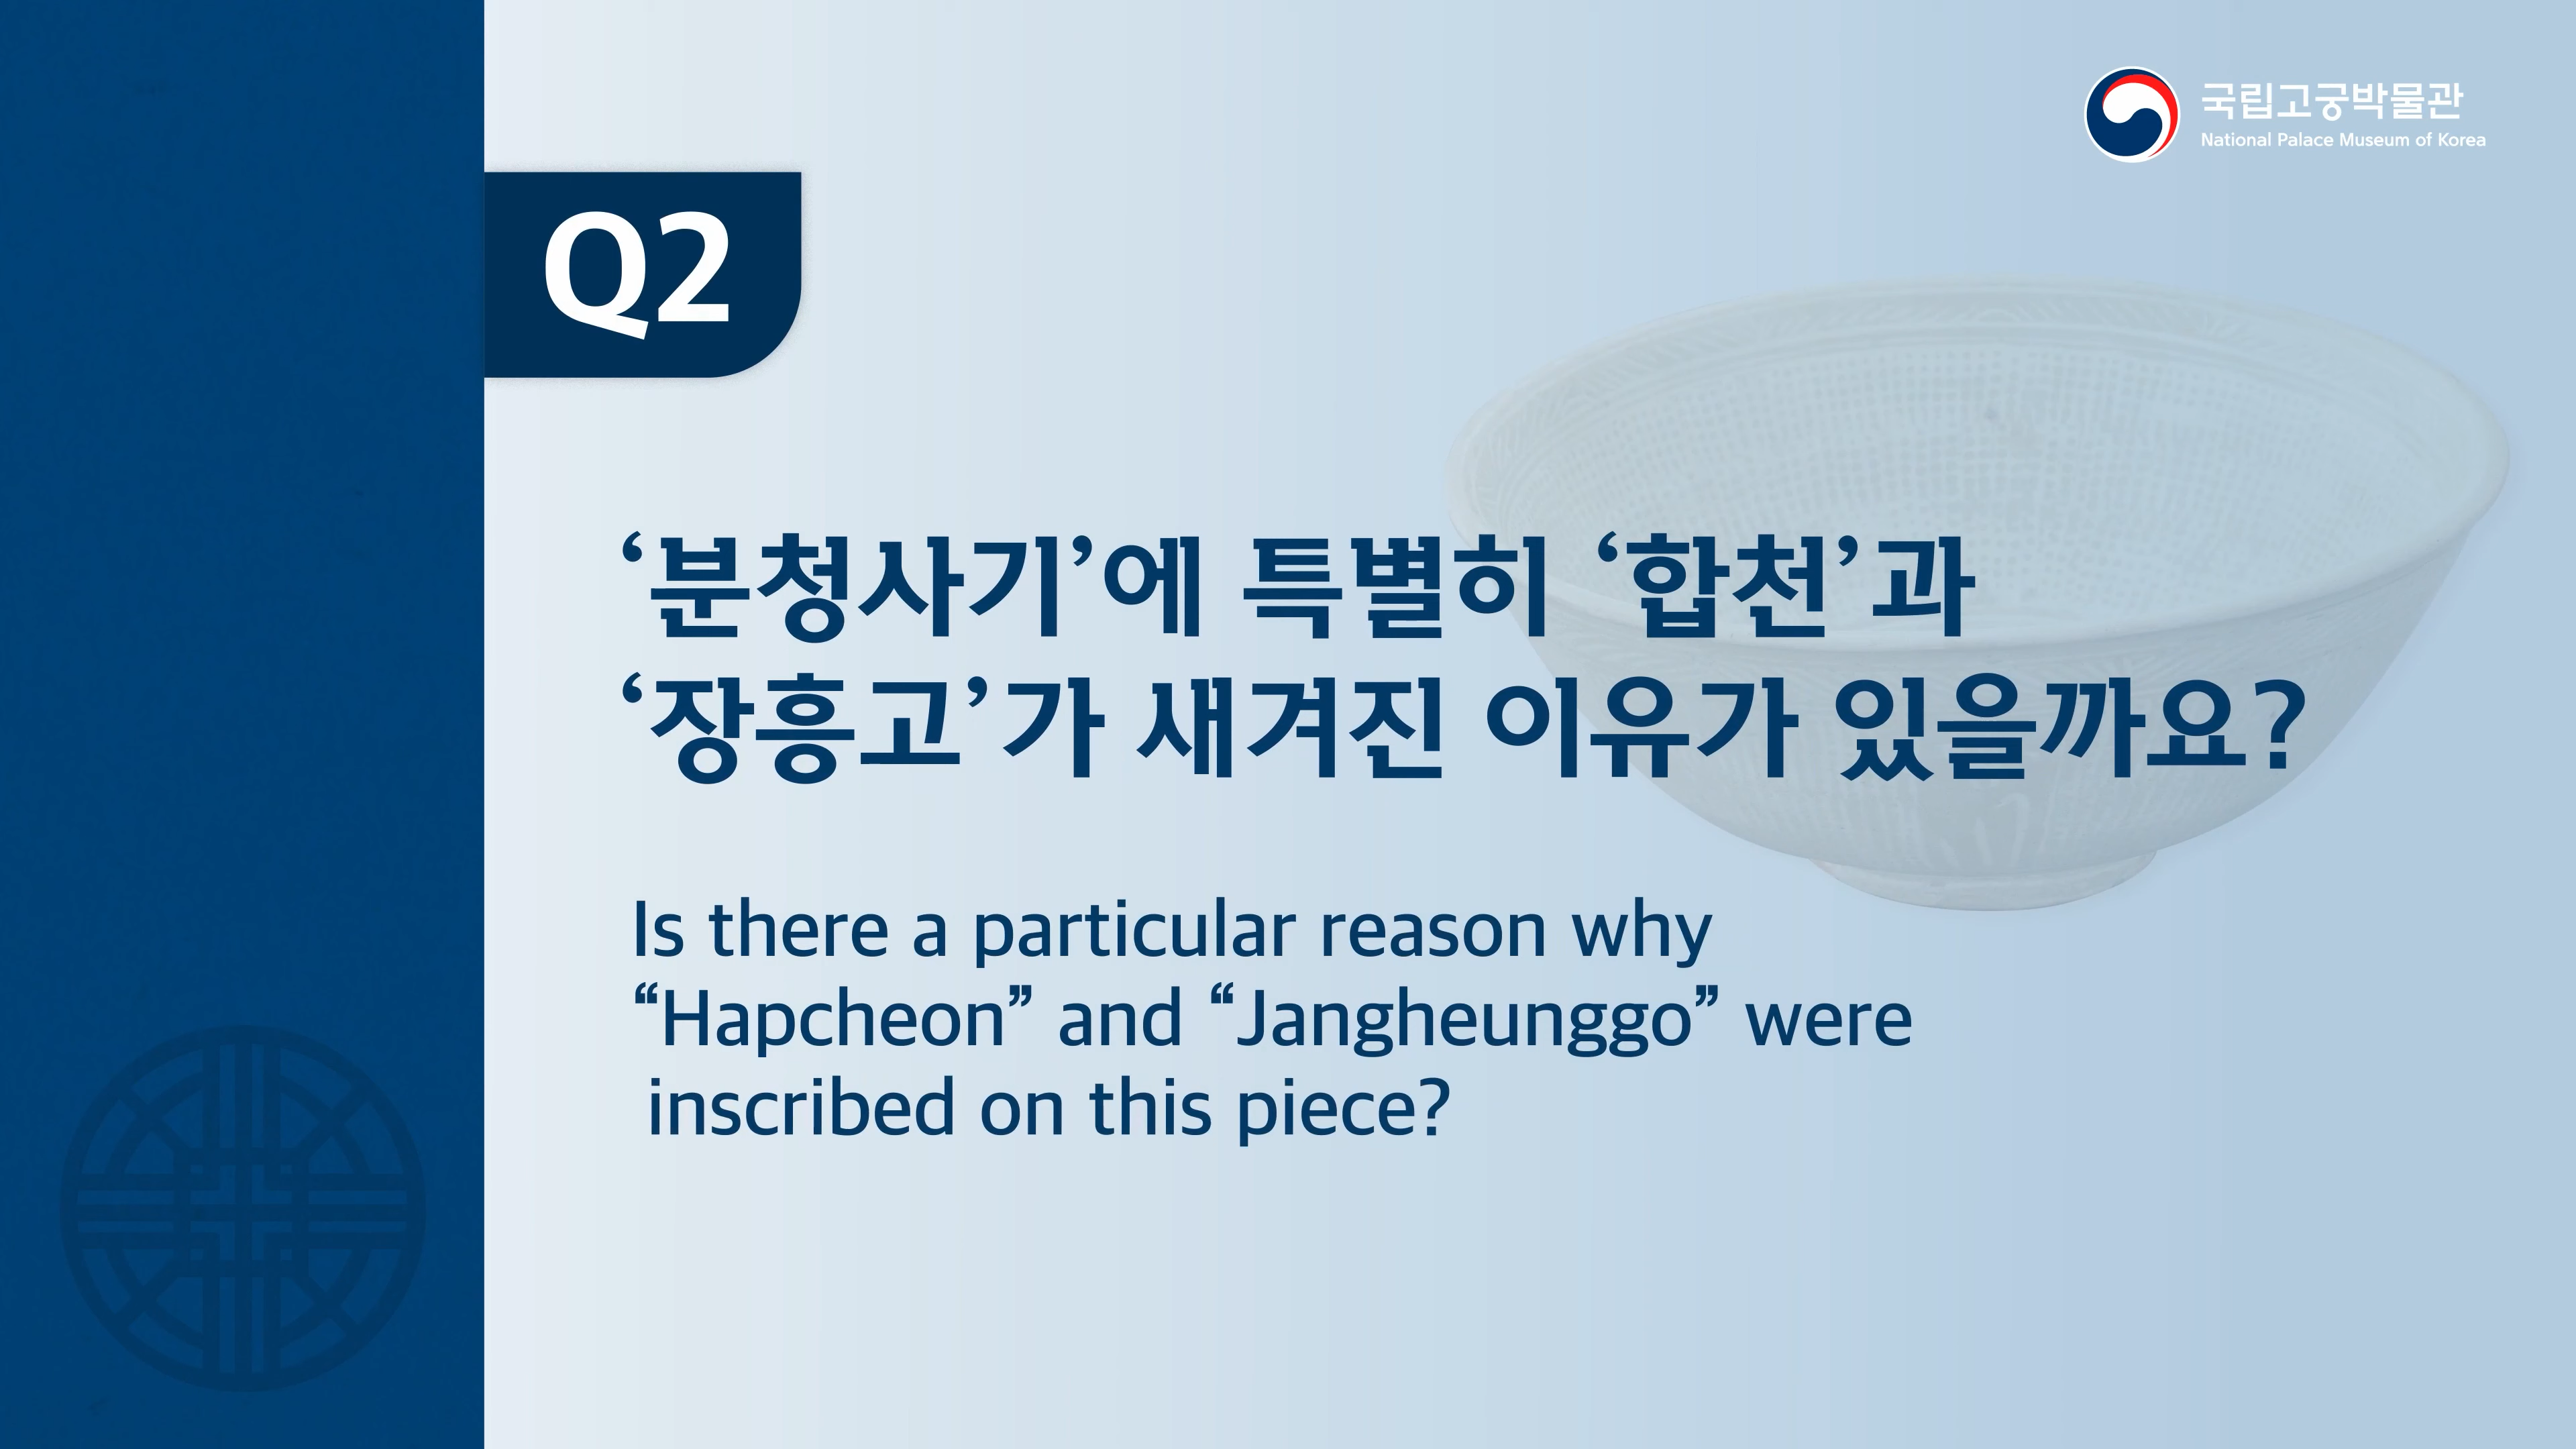 국립고궁박물관
National Palace Museum of Korea
Q2
‘분청사기’에 특별히 ‘합천’과
‘장흥고’가 새겨진 이유가 있을까요?
Is there a particular reason why
“Hapcheon” and “Jangheunggo” were
inscribed on this piece?